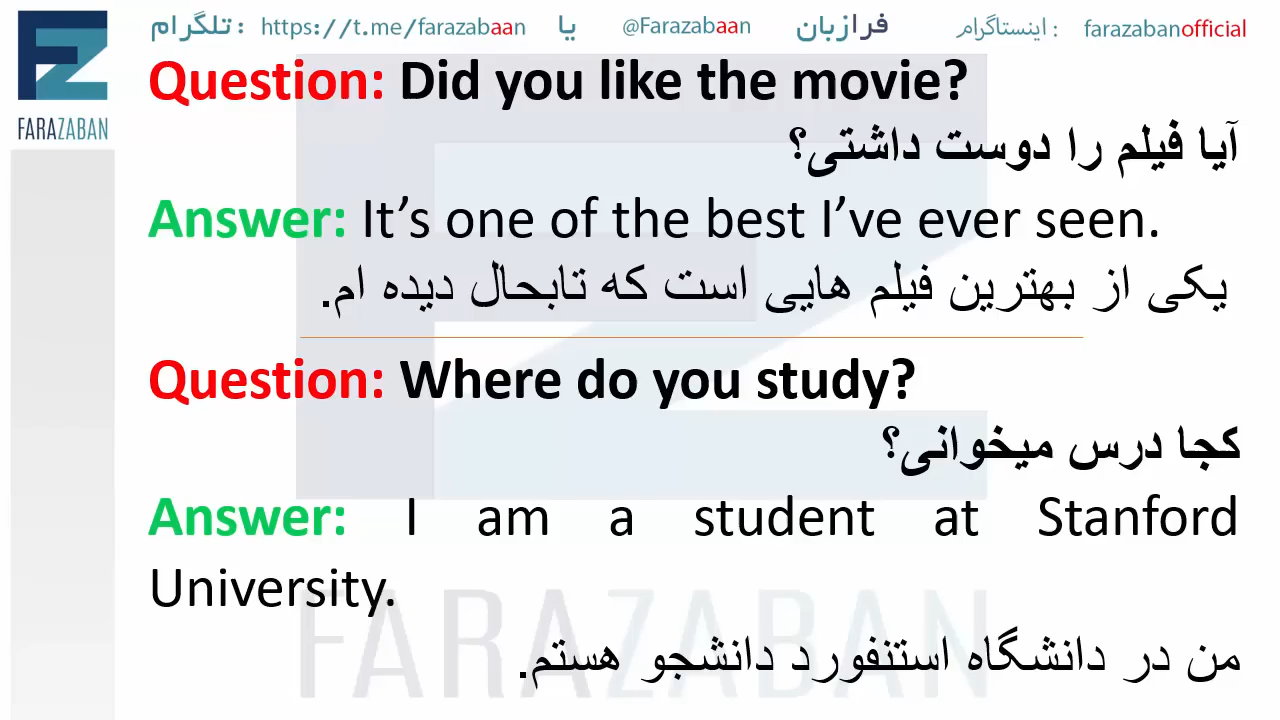 تلگرام : https://t.me/farazabaan یا @Farazabaan فرازبان اینستاگرام : farazabanofficial
FZ
FARAZABAN
Question: Did you like the movie?
آیا فیلم را دوست داشتی؟
Answer: It’s one of the best I’ve ever seen.
یکی از بهترین فیلم هایی است که تابحال دیده ام.
Question: Where do you study?
کجا درس میخوانی؟
Answer: I am a student at Stanford
University.
من در دانشگاه استنفورد دانشجو هستم.
FARAZABAN